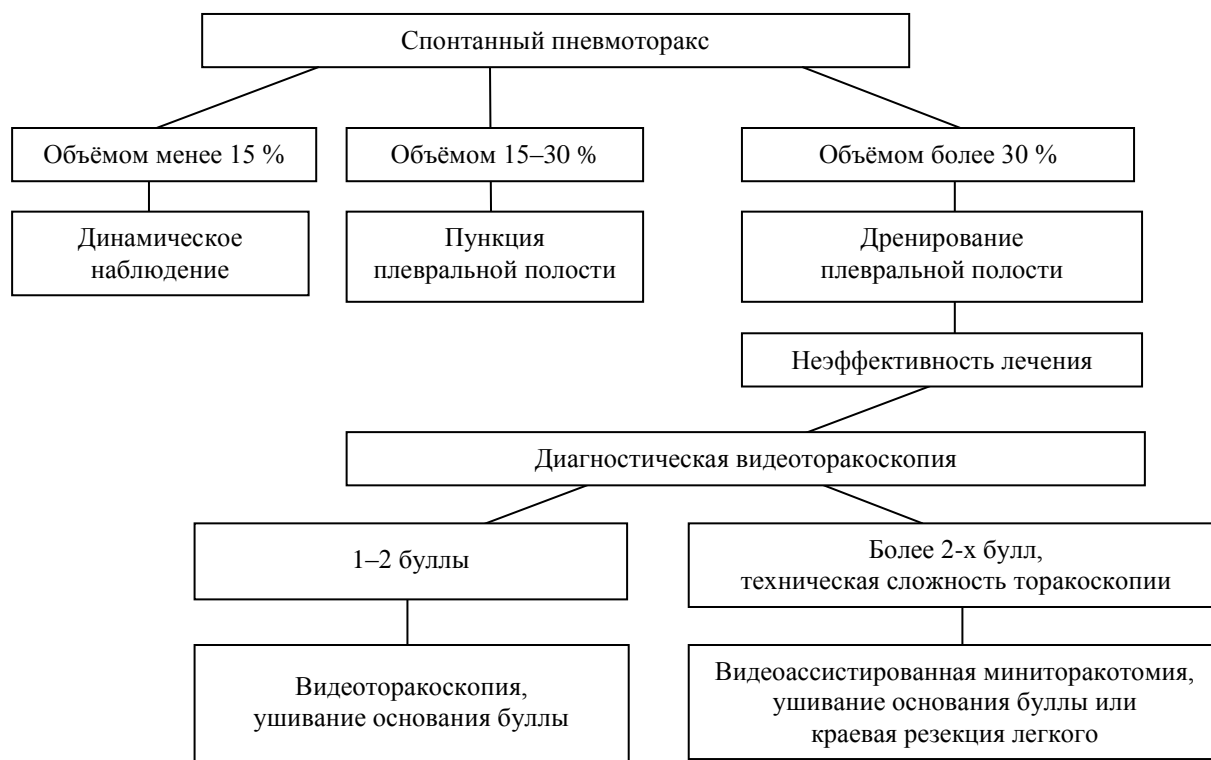 Спонтанный пневмоторакс
Объёмом менее 15 %
Объёмом 15–30 %
Объёмом более 30 %
Динамическое
наблюдение
Пункция
плевральной полости
Дренирование
плевральной полости
Неэффективность лечения
Диагностическая видеоторакоскопия
1–2 буллы
Более 2-х булл,
техническая сложность торакоскопии
Видеоторакоскопия,
ушивание основания буллы
Видеоассистированная миниторакотомия,
ушивание основания буллы или
краевая резекция легкого